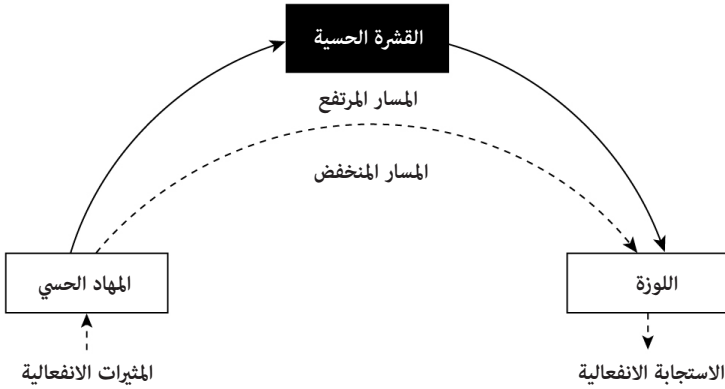 القشرة الحسية
المسار المرتفع
المسار المنخفض
اللوزة
المهاد الحسي
الاستجابة الانفعالية
المثيرات الانفعالية